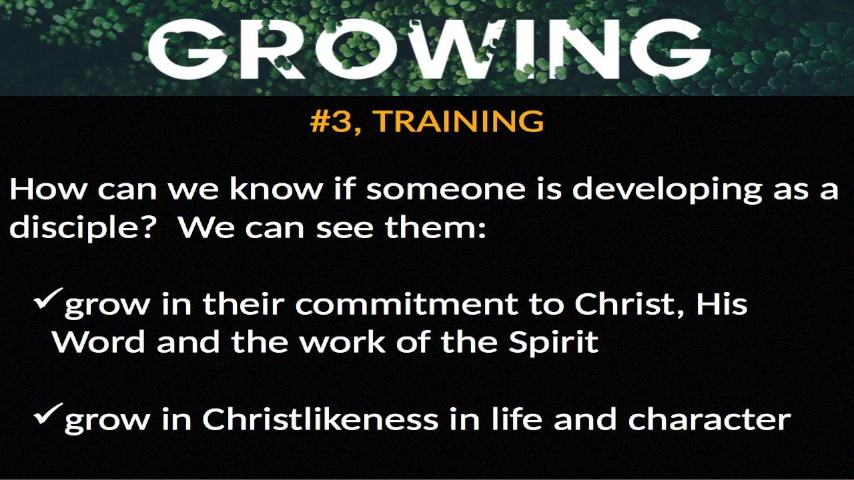 GROWING
#3, TRAINING
How can we know if someone is developing as a
disciple?  We can see them:
✓grow in their commitment to Christ, His
Word and the work of the Spirit
✓grow in Christlikeness in life and character